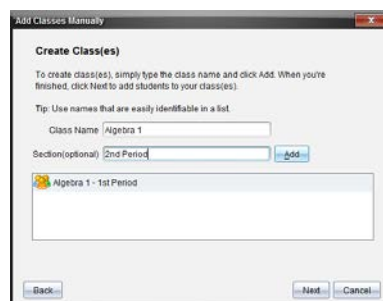 Add Classes Manually
Create Class(es)
To create class(es), simply type the class name and click Add. When you're
finished, click Next to add students to your class(es).
Tip: Use names that are easily identifiable in a list.
Class Name Algebra 1
Section(optional) 2nd Period Add
Algebra 1 - 1st Period
Back Next Cancel